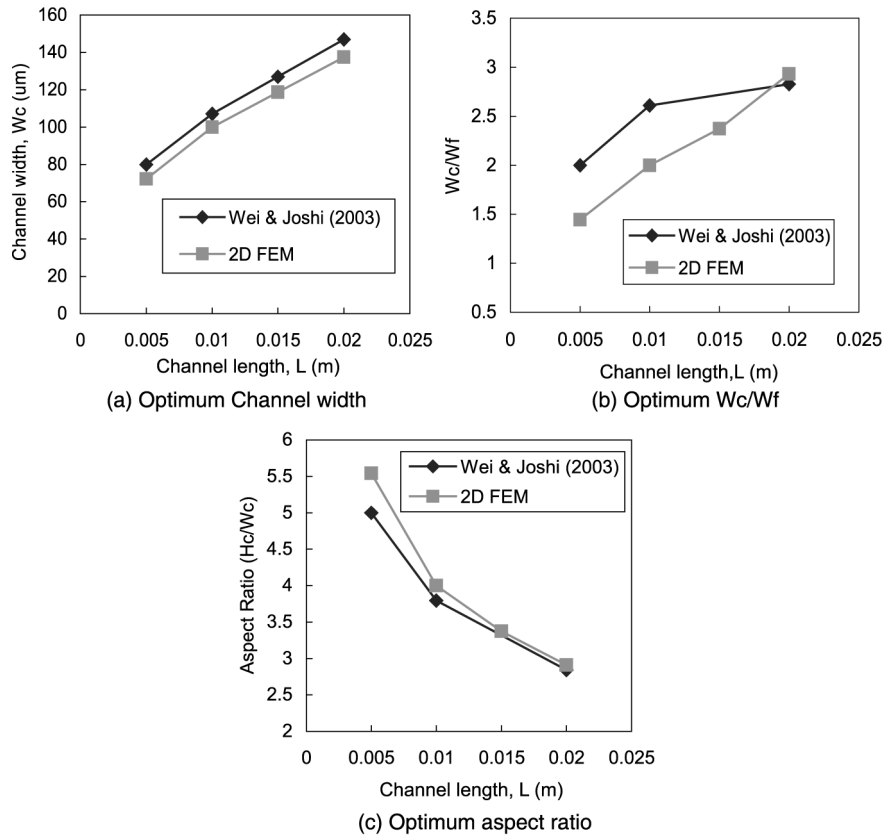 160
140
120
100
80
60
40
20
0
Channel width, Wc (um)
Wei & Joshi (2003)
2D FEM
0 0.005 0.01 0.015 0.02 0.025
Channel length, L (m)
(a) Optimum Channel width
3.5
3
2.5
2
1.5
1
0.5
Wc/Wf
Wei & Joshi (2003)
2D FEM
0 0.005 0.01 0.015 0.02 0.025
Channel length,L (m)
(b) Optimum Wc/Wf
6
5.5
5
4.5
4
3.5
3
2.5
2
Aspect Ratio (Hc/Wc)
Wei & Joshi (2003)
2D FEM
0 0.005 0.01 0.015 0.02 0.025
Channel length, L (m)
(c) Optimum aspect ratio